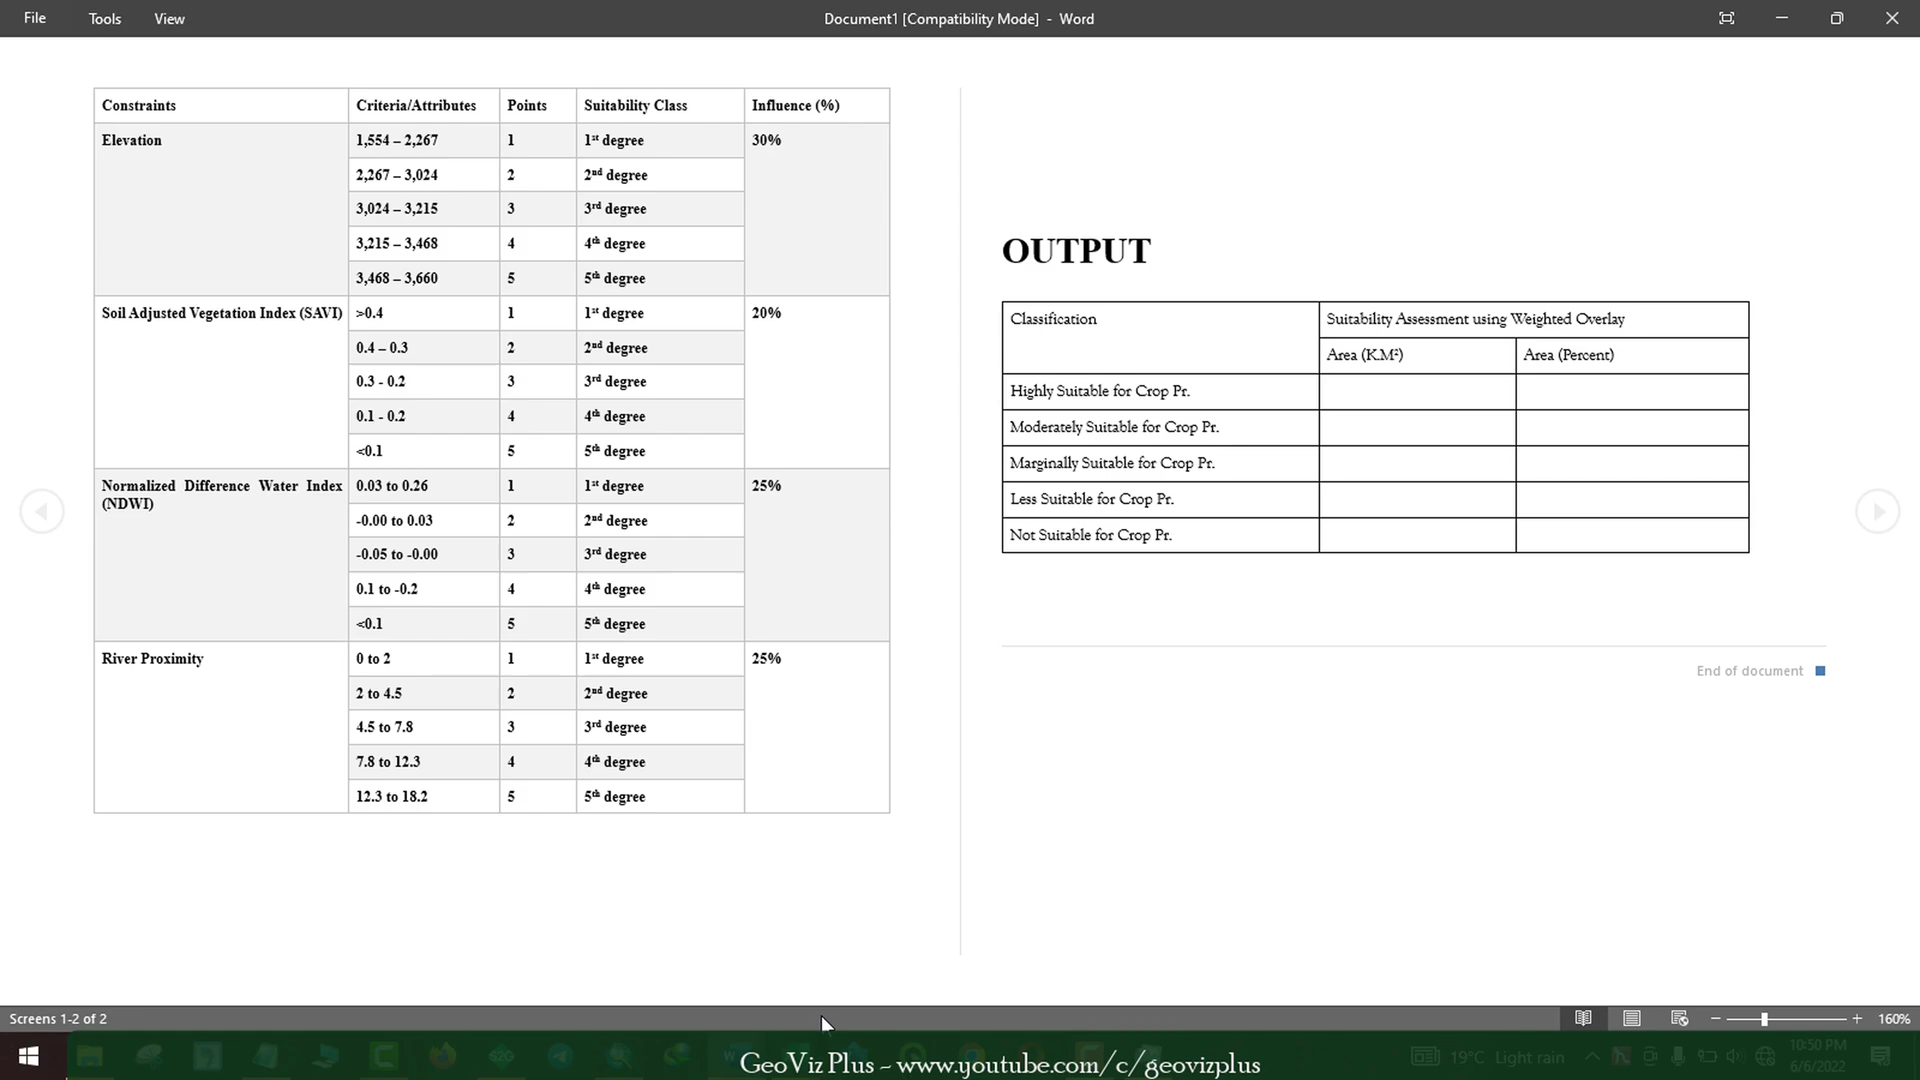 File Tools View Document1 [Compatibility Mode] - Word
Constraints Criteria/Attributes Points Suitability Class Influence (%)
Elevation 1,554 – 2,267 1 1st degree 30%
2,267 – 3,024 2 2nd degree
3,024 – 3,215 3 3rd degree
3,215 – 3,468 4 4th degree
3,468 – 3,660 5 5th degree
Soil Adjusted Vegetation Index (SAVI) >0.4 1 1st degree 20%
0.4 – 0.3 2 2nd degree
0.3 - 0.2 3 3rd degree
0.1 - 0.2 4 4th degree
<0.1 5 5th degree
Normalized Difference Water Index 0.03 to 0.26 1 1st degree 25%
(NDWI)
-0.00 to 0.03 2 2nd degree
-0.05 to -0.00 3 3rd degree
0.1 to -0.2 4 4th degree
<0.1 5 5th degree
River Proximity 0 to 2 1 1st degree 25%
2 to 4.5 2 2nd degree
4.5 to 7.8 3 3rd degree
7.8 to 12.3 4 4th degree
12.3 to 18.2 5 5th degree
OUTPUT
Classification Suitability Assessment using Weighted Overlay
Area (K.M²) Area (Percent)
Highly Suitable for Crop Pr.
Moderately Suitable for Crop Pr.
Marginally Suitable for Crop Pr.
Less Suitable for Crop Pr.
Not Suitable for Crop Pr.
End of document
Screens 1-2 of 2 160%
GeoViz Plus - www.youtube.com/c/geovizplus
19°C Light rain
10:50 PM
6/6/2022